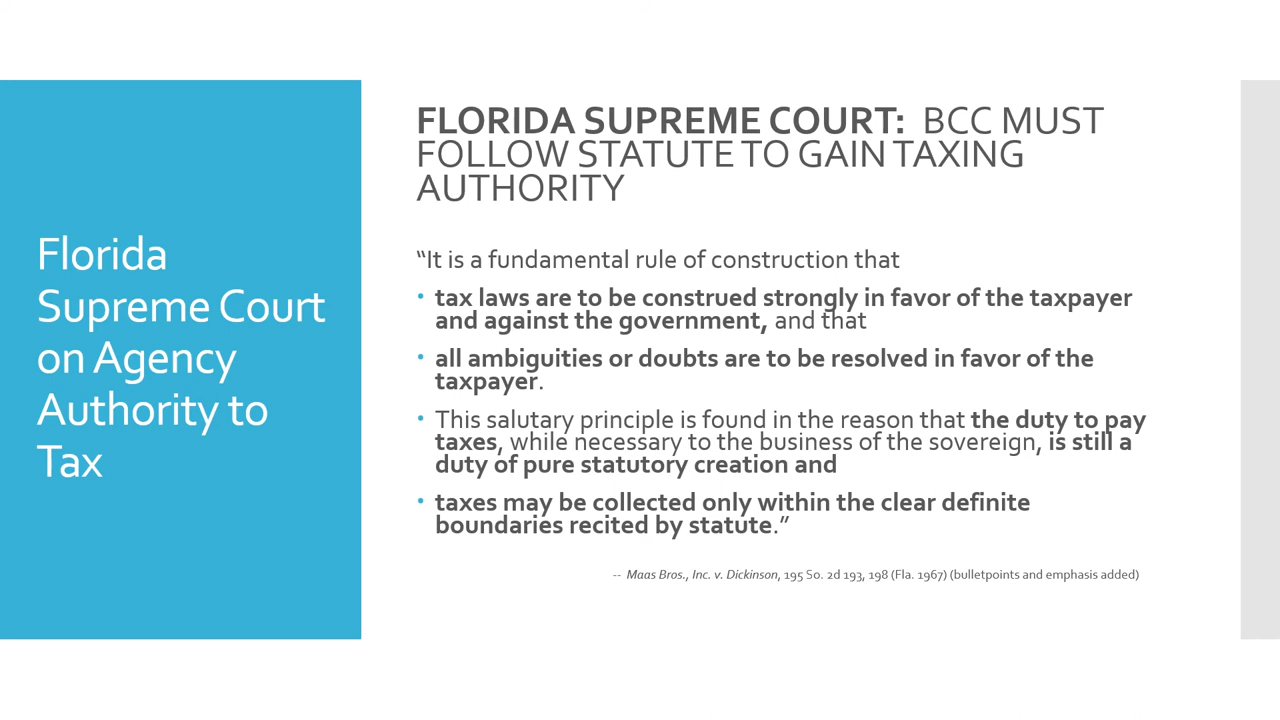 Florida
Supreme Court
on Agency
Authority to
Tax
FLORIDA SUPREME COURT: BCC MUST
FOLLOW STATUTE TO GAIN TAXING
AUTHORITY
“It is a fundamental rule of construction that
• tax laws are to be construed strongly in favor of the taxpayer
and against the government, and that
• all ambiguities or doubts are to be resolved in favor of the
taxpayer.
• This salutary principle is found in the reason that the duty to pay
taxes, while necessary to the business of the sovereign, is still a
duty of pure statutory creation and
• taxes may be collected only within the clear definite
boundaries recited by statute.”
-- Maas Bros., Inc. v. Dickinson, 195 So. 2d 193, 198 (Fla. 1967) (bulletpoints and emphasis added)